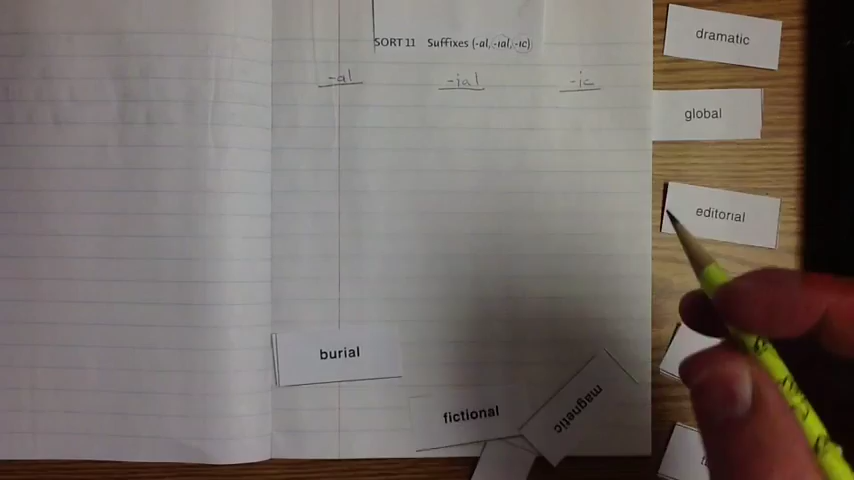 SORT 11 Suffixes (-al, -ial, -ic)
-al -ial -ic
dramatic
global
editorial
burial
fictional
magnetic